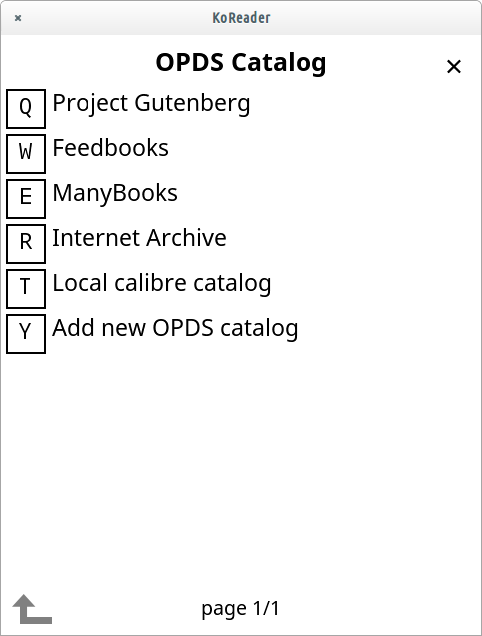 KoReader
OPDS Catalog
Q Project Gutenberg
W Feedbooks
E ManyBooks
R Internet Archive
T Local calibre catalog
Y Add new OPDS catalog
page 1/1